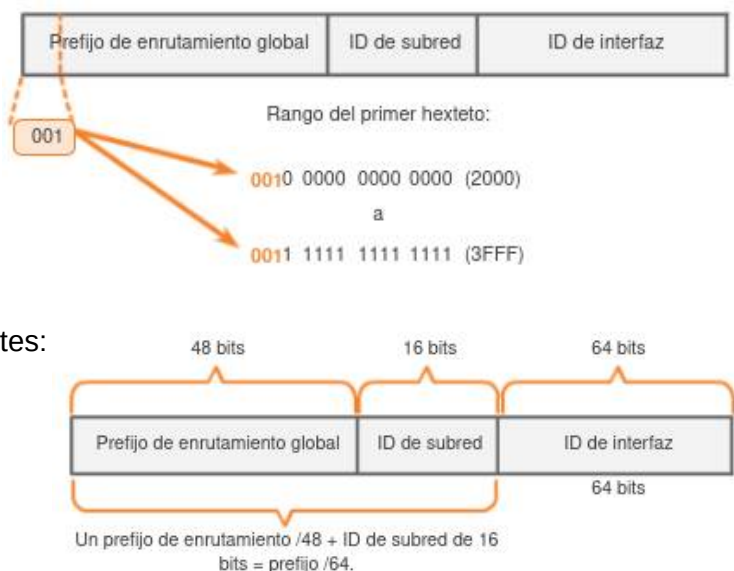 Prefijo de enrutamiento global ID de subred ID de interfaz
001
Rango del primer hexteto:
0010 0000 0000 0000 (2000)
a
0011 1111 1111 1111 (3FFF)
tes:
48 bits 16 bits 64 bits
Prefijo de enrutamiento global ID de subred ID de interfaz
64 bits
Un prefijo de enrutamiento /48 + ID de subred de 16
bits = prefijo /64.